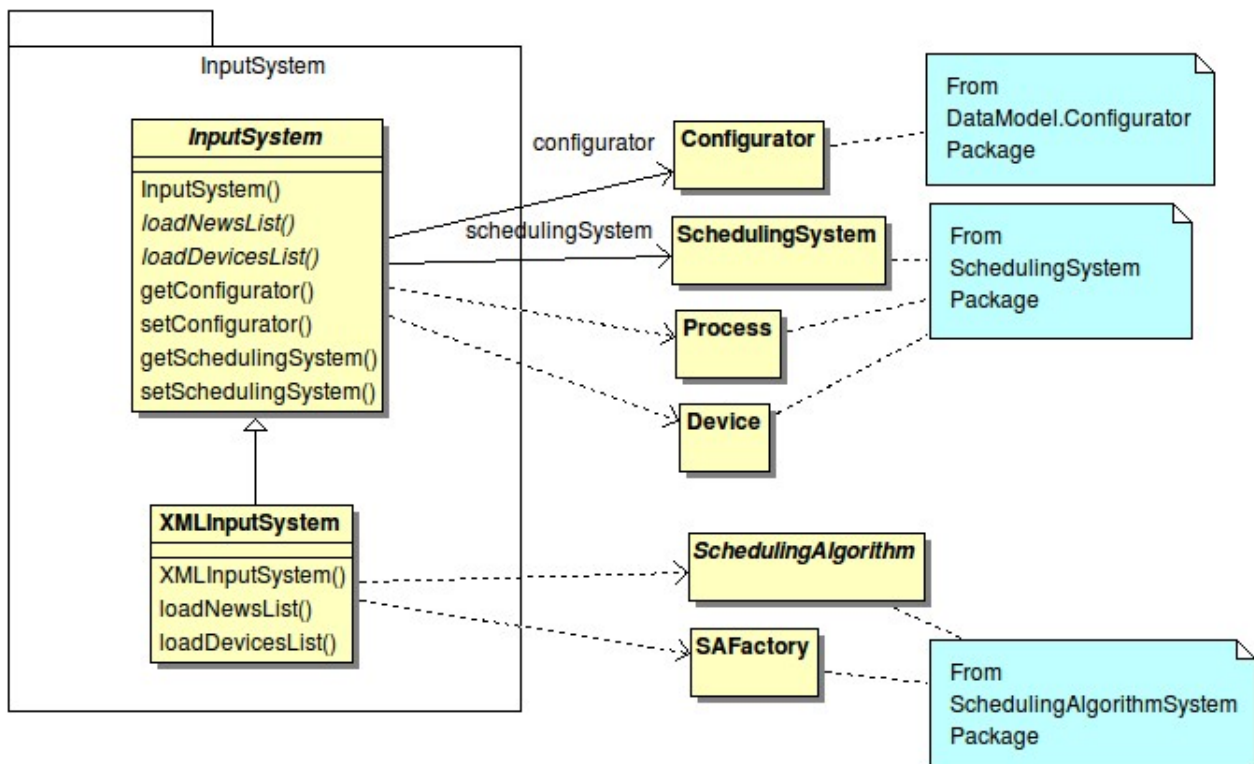 InputSystem
InputSystem
InputSystem()
loadNewsList()
loadDevicesList()
getConfigurator()
setConfigurator()
getSchedulingSystem()
setSchedulingSystem()
XMLInputSystem
XMLInputSystem()
loadNewsList()
loadDevicesList()
configurator
schedulingSystem
Configurator
SchedulingSystem
Process
Device
SchedulingAlgorithm
SAFactory
From
DataModel.Configurator
Package
From
SchedulingSystem
Package
From
SchedulingAlgorithmSystem
Package